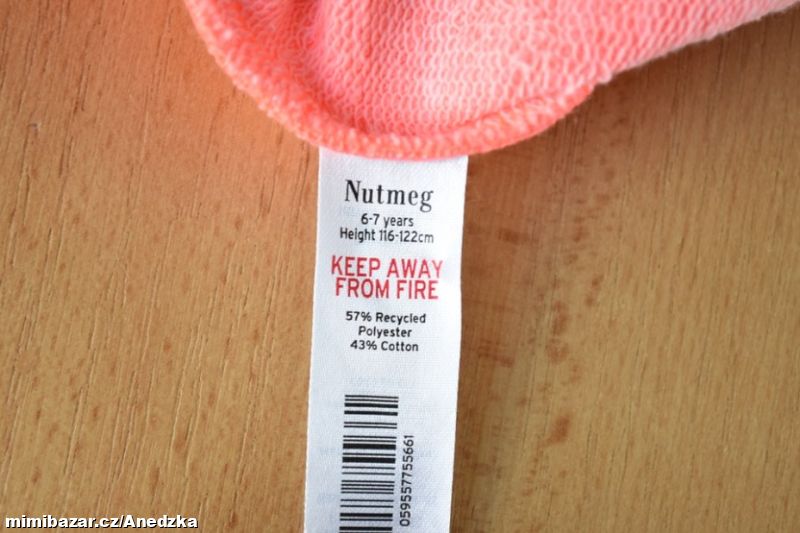 Nutmeg
6-7 years
Height 116-122cm
KEEP AWAY
FROM FIRE
57% Recycled
Polyester
43% Cotton
059557755661
mimibazar.cz/Anedzka